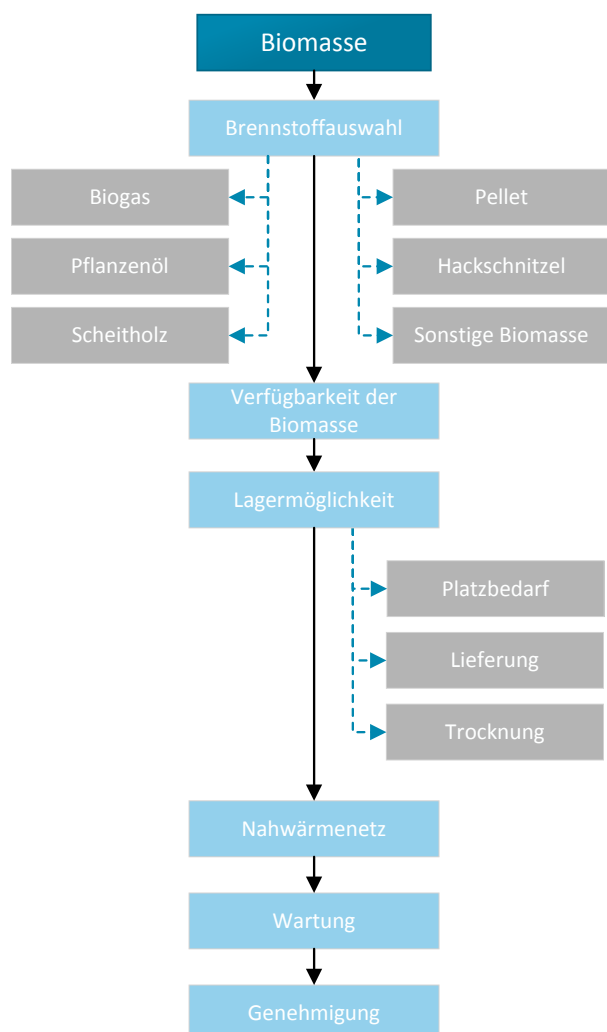 Biomasse
Brennstoffauswahl
Biogas
Pellet
Pflanzenöl
Hackschnitzel
Scheitholz
Sonstige Biomasse
Verfügbarkeit der
Biomasse
Lagermöglichkeit
Platzbedarf
Lieferung
Trocknung
Nahwärmenetz
Wartung
Genehmigung